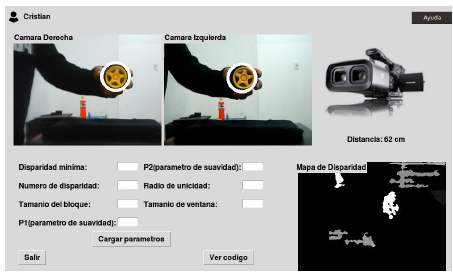 Cristian
Ayuda
Camara Derecha
Camara Izquierda
Distancia: 62 cm
Disparidad minima:
P2(parametro de suavidad):
Numero de disparidad:
Radio de unicidad:
Tamanio del bloque:
Tamanio de ventana:
P1(parametro de suavidad):
Cargar parametros
Salir
Ver codigo
Mapa de Disparidad